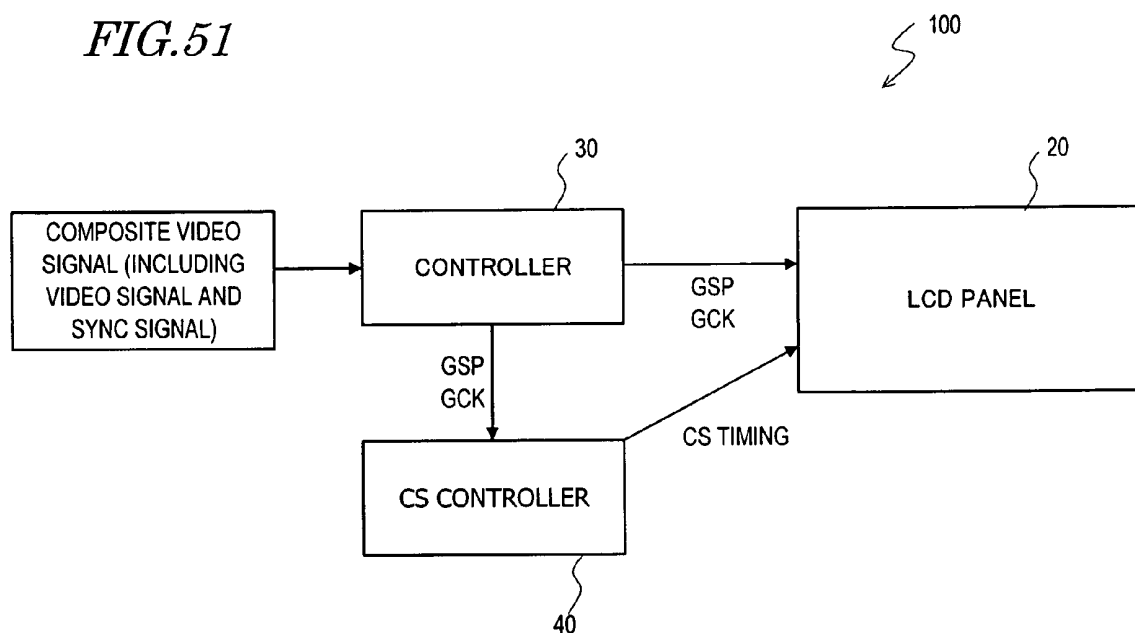 FIG.51
100
30
20
COMPOSITE VIDEO
SIGNAL (INCLUDING
VIDEO SIGNAL AND
SYNC SIGNAL)
CONTROLLER
GSP
GCK
LCD PANEL
GSP
GCK
CS TIMING
CS CONTROLLER
40